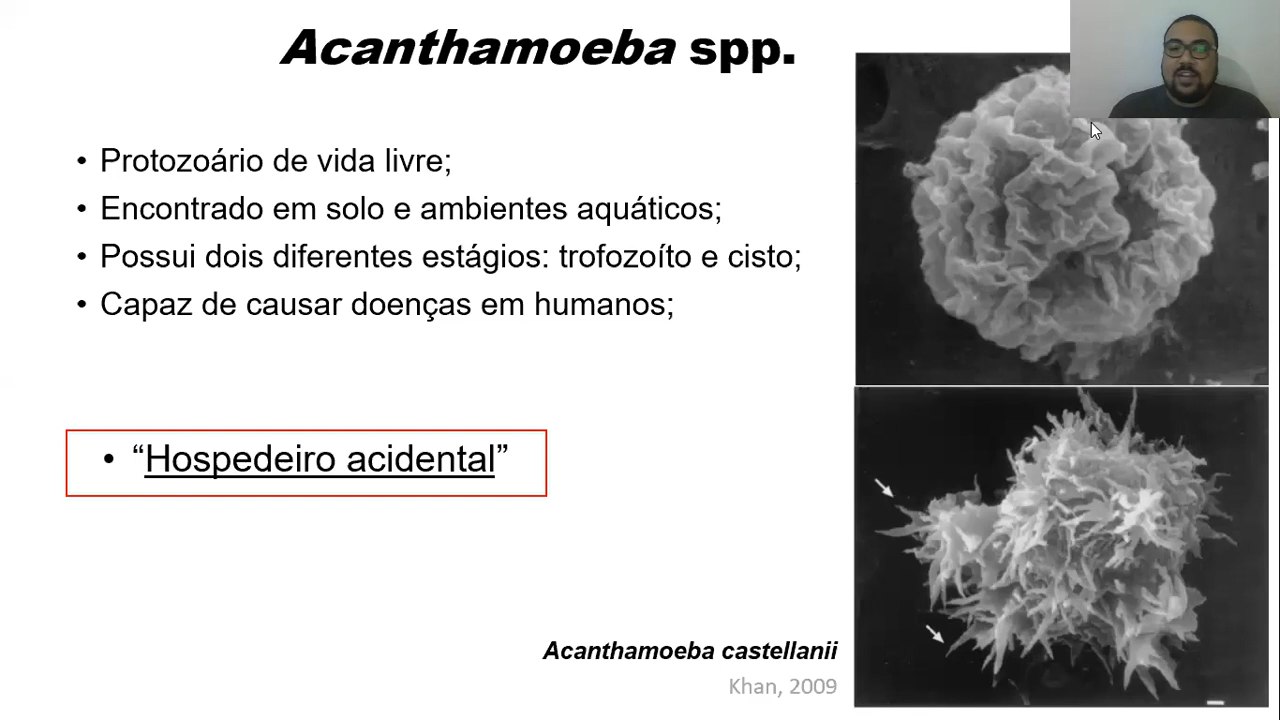 Acanthamoeba spp.
• Protozoário de vida livre;
• Encontrado em solo e ambientes aquáticos;
• Possui dois diferentes estágios: trofozoíto e cisto;
• Capaz de causar doenças em humanos;
• “Hospedeiro acidental”
Acanthamoeba castellanii
Khan, 2009